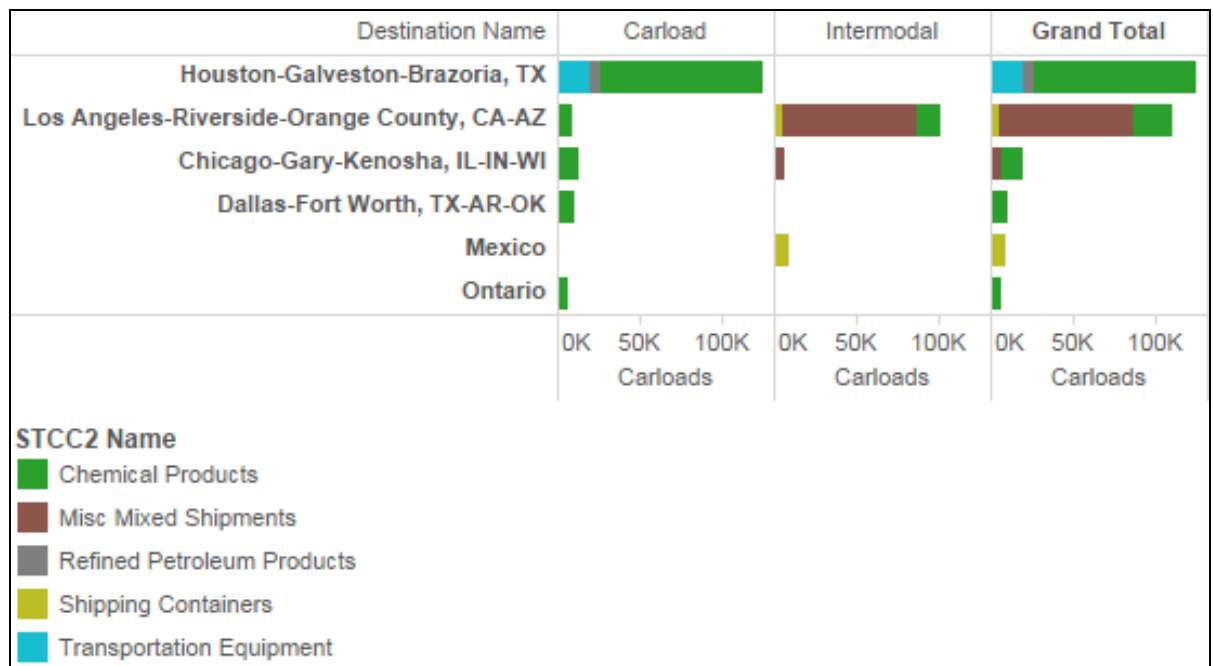 Destination Name Carload Intermodal Grand Total
Houston-Galveston-Brazoria, TX
Los Angeles-Riverside-Orange County, CA-AZ
Chicago-Gary-Kenosha, IL-IN-WI
Dallas-Fort Worth, TX-AR-OK
Mexico
Ontario
0K 50K 100K 0K 50K 100K 0K 50K 100K
Carloads Carloads Carloads
STCC2 Name
Chemical Products
Misc Mixed Shipments
Refined Petroleum Products
Shipping Containers
Transportation Equipment